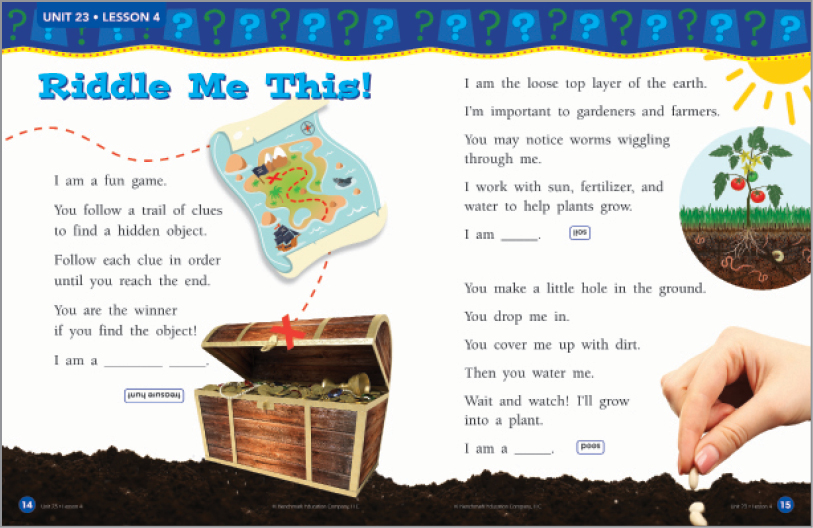 UNIT 23 • LESSON 4
Riddle Me This!
I am a fun game.
You follow a trail of clues
to find a hidden object.
Follow each clue in order
until you reach the end.
You are the winner
if you find the object!
I am a ________ _____.
treasure hunt
14
Unit 23 • Lesson 4
© Benchmark Education Company, LLC
I am the loose top layer of the earth.
I'm important to gardeners and farmers.
You may notice worms wiggling
through me.
I work with sun, fertilizer, and
water to help plants grow.
I am _____.
soil
You make a little hole in the ground.
You drop me in.
You cover me up with dirt.
Then you water me.
Wait and watch! I'll grow
into a plant.
I am a _____.
seed
© Benchmark Education Company, LLC
Unit 23 • Lesson 4
15